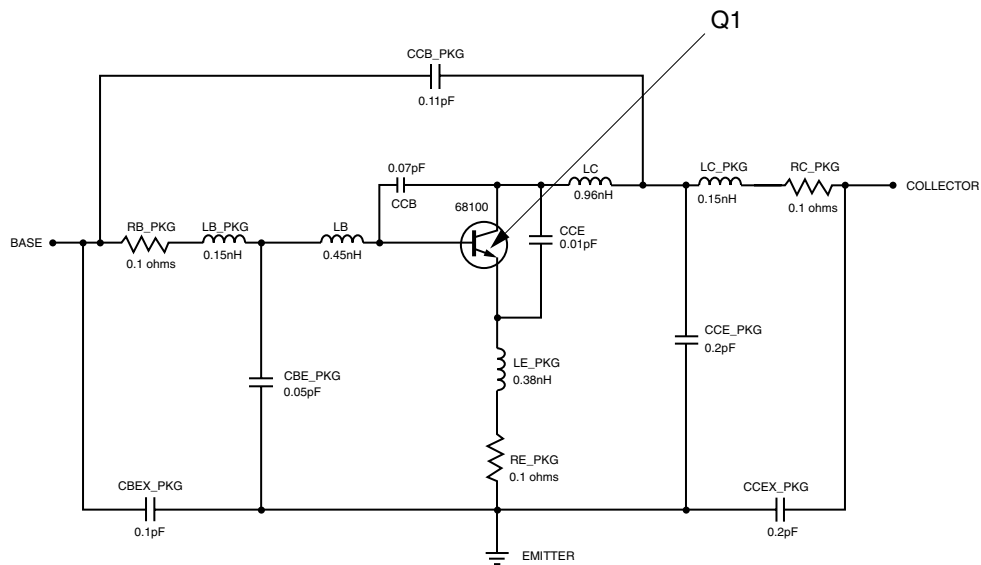 Q1
CCB_PKG
0.11pF
0.07pF
CCB
LC
0.96nH
LC_PKG
0.15nH
RC_PKG
0.1 ohms
COLLECTOR
68100
CCE
0.01pF
BASE
RB_PKG
0.1 ohms
LB_PKG
0.15nH
LB
0.45nH
CCE_PKG
0.2pF
LE_PKG
0.38nH
CBE_PKG
0.05pF
RE_PKG
0.1 ohms
CBEX_PKG
0.1pF
CCEX_PKG
0.2pF
EMITTER